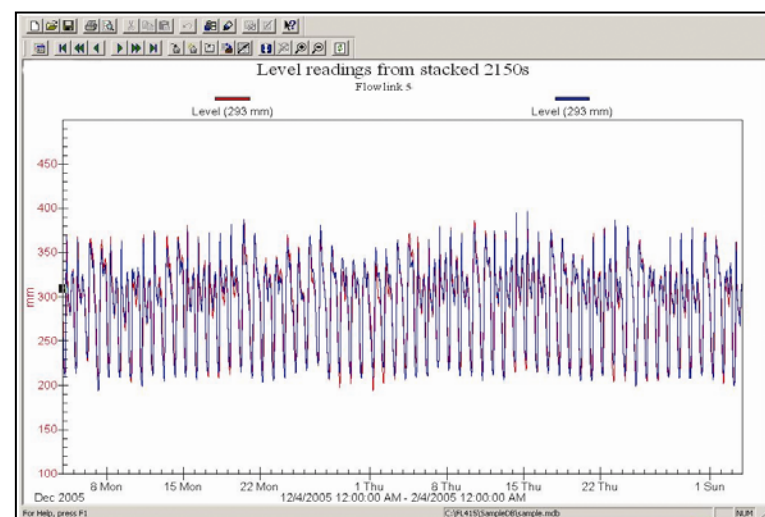 Level readings from stacked 2150s
Flowlink 5
Level (293 mm)
Level (293 mm)
450
400
350
300
250
200
150
100
mm
8 Mon
15 Mon
22 Mon
1 Thu
8 Thu
15 Thu
22 Thu
1 Sun
Dec 2005
12/4/2005 12:00:00 AM - 2/4/2005 12:00:00 AM
For Help, press F1
C:\FL415\SampleDB\sample.mdb
NUM